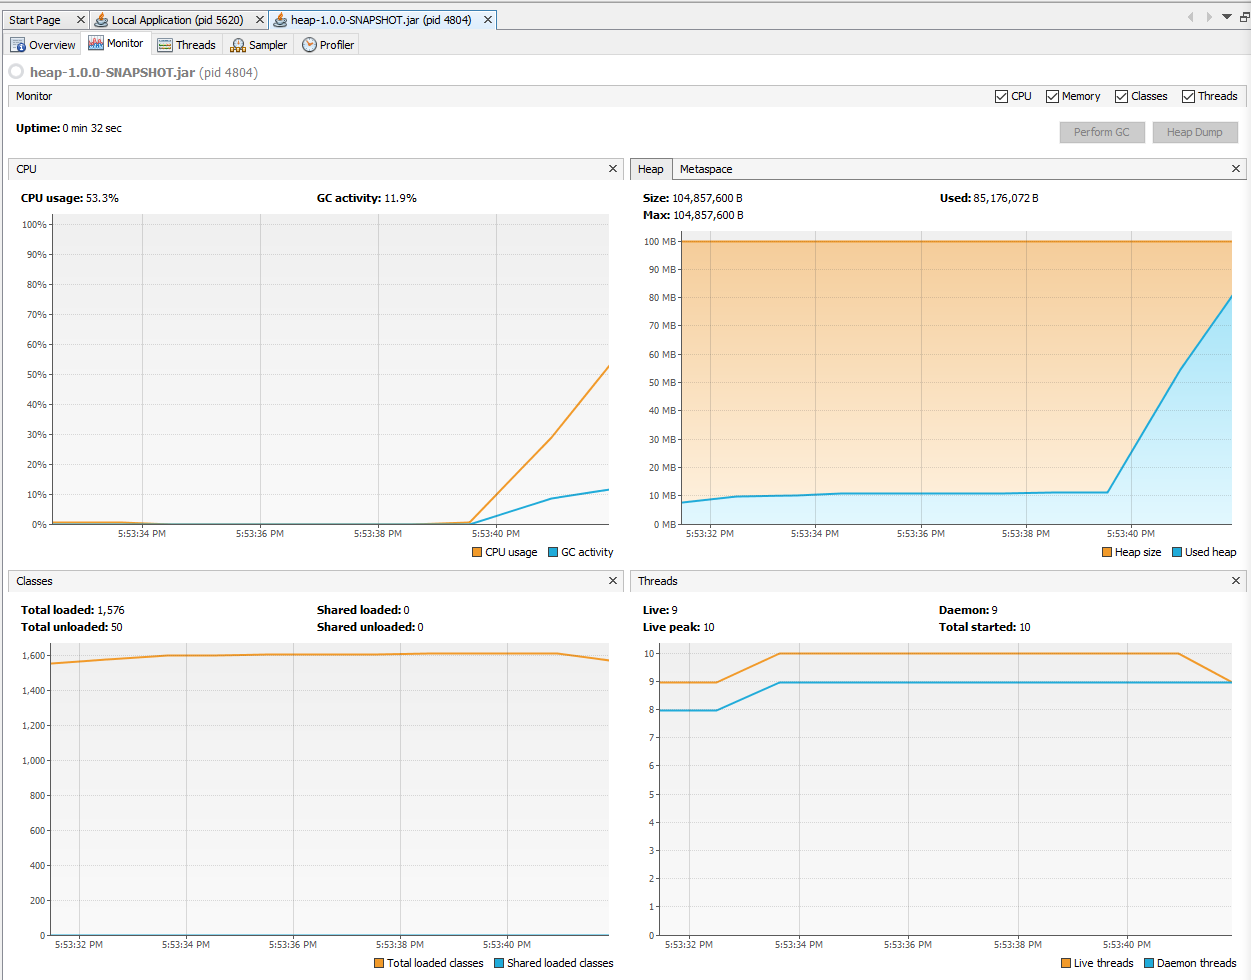 Start Page
Local Application (pid 5620)
heap-1.0.0-SNAPSHOT.jar (pid 4804)
Overview
Monitor
Threads
Sampler
Profiler
heap-1.0.0-SNAPSHOT.jar (pid 4804)
Monitor
CPU
Memory
Classes
Threads
Uptime: 0 min 32 sec
Perform GC
Heap Dump
CPU
CPU usage: 53.3%
GC activity: 11.9%
100%
90%
80%
70%
60%
50%
40%
30%
20%
10%
0%
5:53:34 PM
5:53:36 PM
5:53:38 PM
5:53:40 PM
CPU usage
GC activity
Heap
Metaspace
Size: 104,857,600 B
Used: 85,176,072 B
Max: 104,857,600 B
100 MB
90 MB
80 MB
70 MB
60 MB
50 MB
40 MB
30 MB
20 MB
10 MB
0 MB
5:53:32 PM
5:53:34 PM
5:53:36 PM
5:53:38 PM
5:53:40 PM
Heap size
Used heap
Classes
Total loaded: 1,576
Shared loaded: 0
Total unloaded: 50
Shared unloaded: 0
1,600
1,400
1,200
1,000
800
600
400
200
0
5:53:32 PM
5:53:34 PM
5:53:36 PM
5:53:38 PM
5:53:40 PM
Total loaded classes
Shared loaded classes
Threads
Live: 9
Daemon: 9
Live peak: 10
Total started: 10
10
9
8
7
6
5
4
3
2
1
0
5:53:32 PM
5:53:34 PM
5:53:36 PM
5:53:38 PM
5:53:40 PM
Live threads
Daemon threads